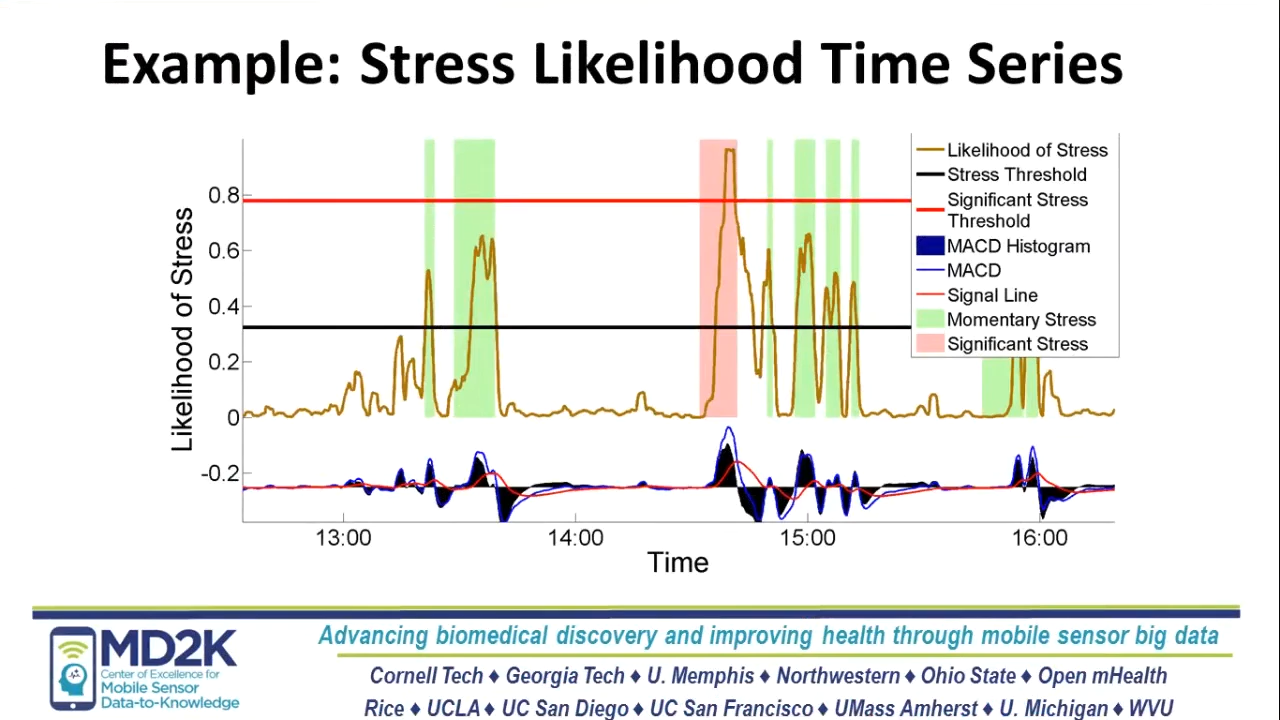 Example: Stress Likelihood Time Series
Likelihood of Stress
0.8
0.6
0.4
0.2
0
-0.2
13:00
14:00
15:00
16:00
Time
Likelihood of Stress
Stress Threshold
Significant Stress
Threshold
MACD Histogram
MACD
Signal Line
Momentary Stress
Significant Stress
MD2K
Center of Excellence for
Mobile Sensor
Data-to-Knowledge
Advancing biomedical discovery and improving health through mobile sensor big data
Cornell Tech ♦ Georgia Tech ♦ U. Memphis ♦ Northwestern ♦ Ohio State ♦ Open mHealth
Rice ♦ UCLA ♦ UC San Diego ♦ UC San Francisco ♦ UMass Amherst ♦ U. Michigan ♦ WVU